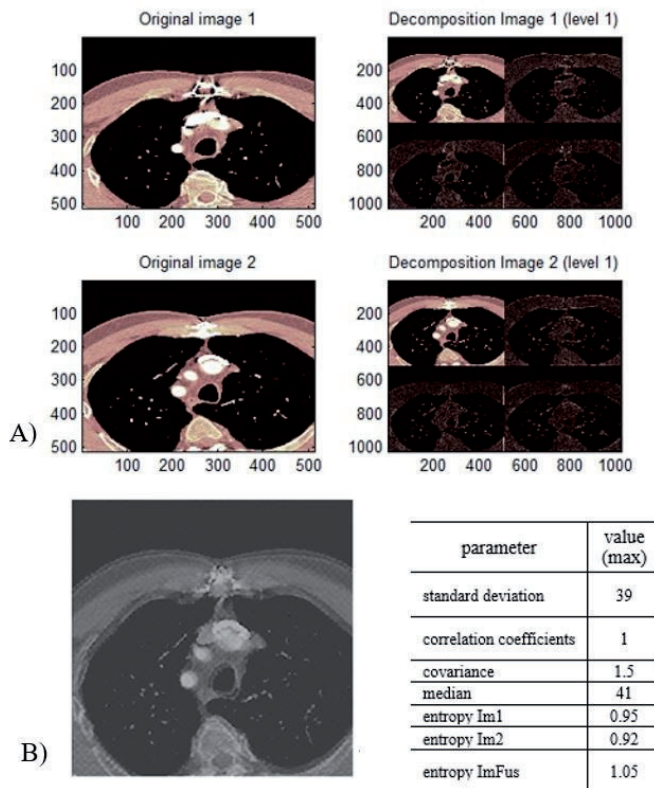 Original image 1
Decomposition Image 1 (level 1)
100
200
300
400
500
100 200 300 400 500
200
400
600
800
1000
200 400 600 800 1000
Original image 2
Decomposition Image 2 (level 1)
100
200
300
400
500
100 200 300 400 500
200
400
600
800
1000
200 400 600 800 1000
A)
B)
parameter value (max)
standard deviation 39
correlation coefficients 1
covariance 1.5
median 41
entropy Im1 0.95
entropy Im2 0.92
entropy ImFus 1.05